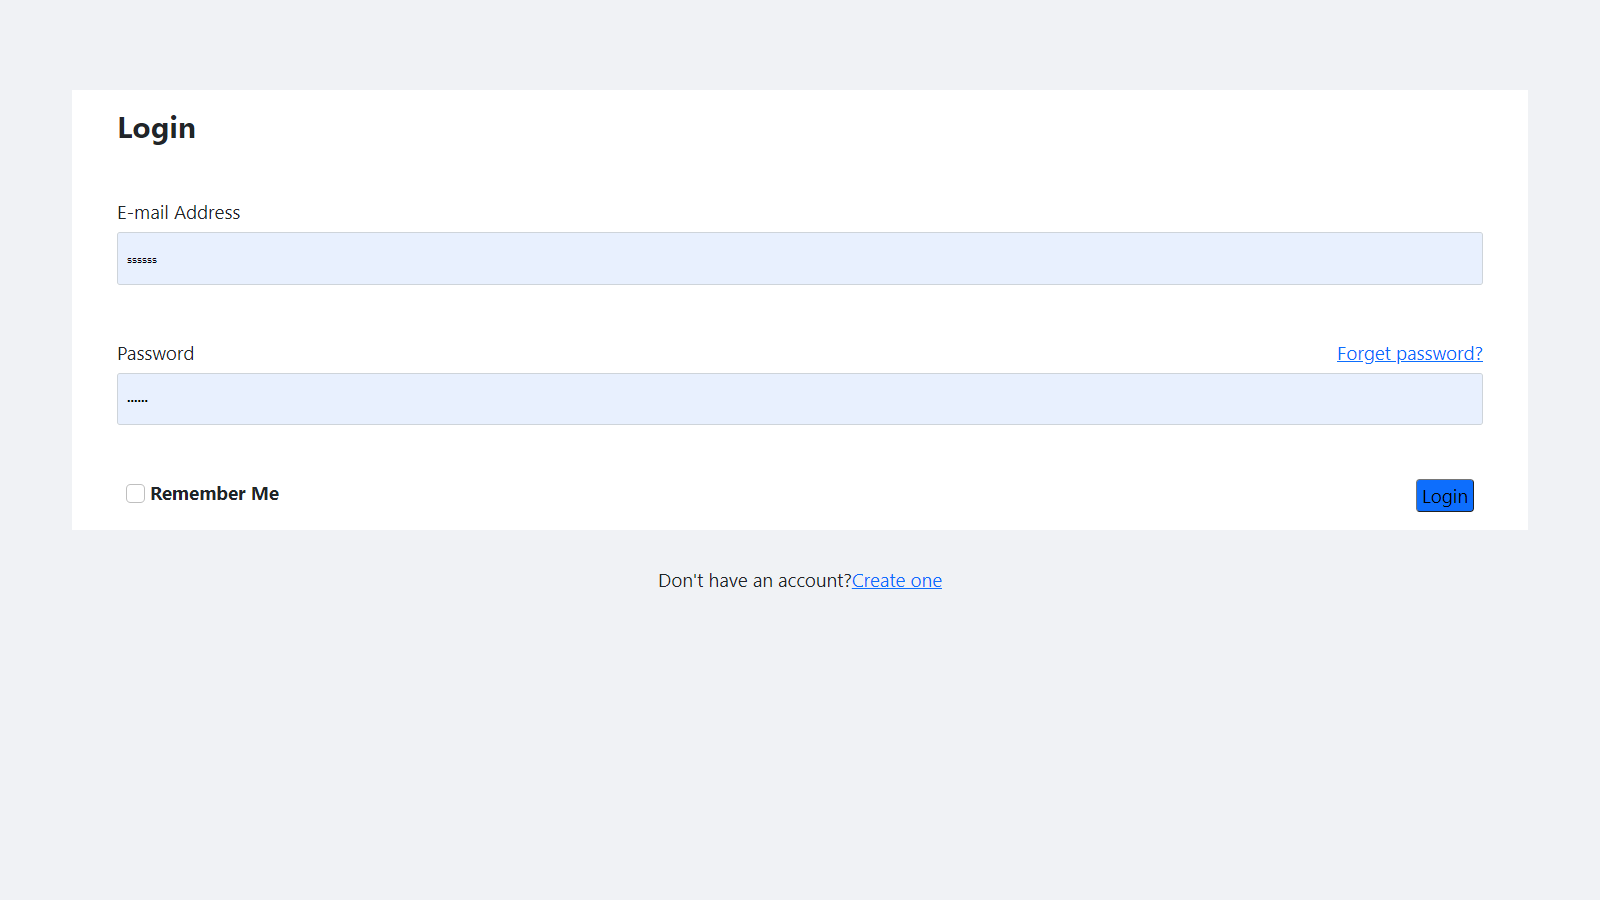 Login
E-mail Address
ssssss
Password Forget password?
••••••
Remember Me Login
Don't have an account?Create one